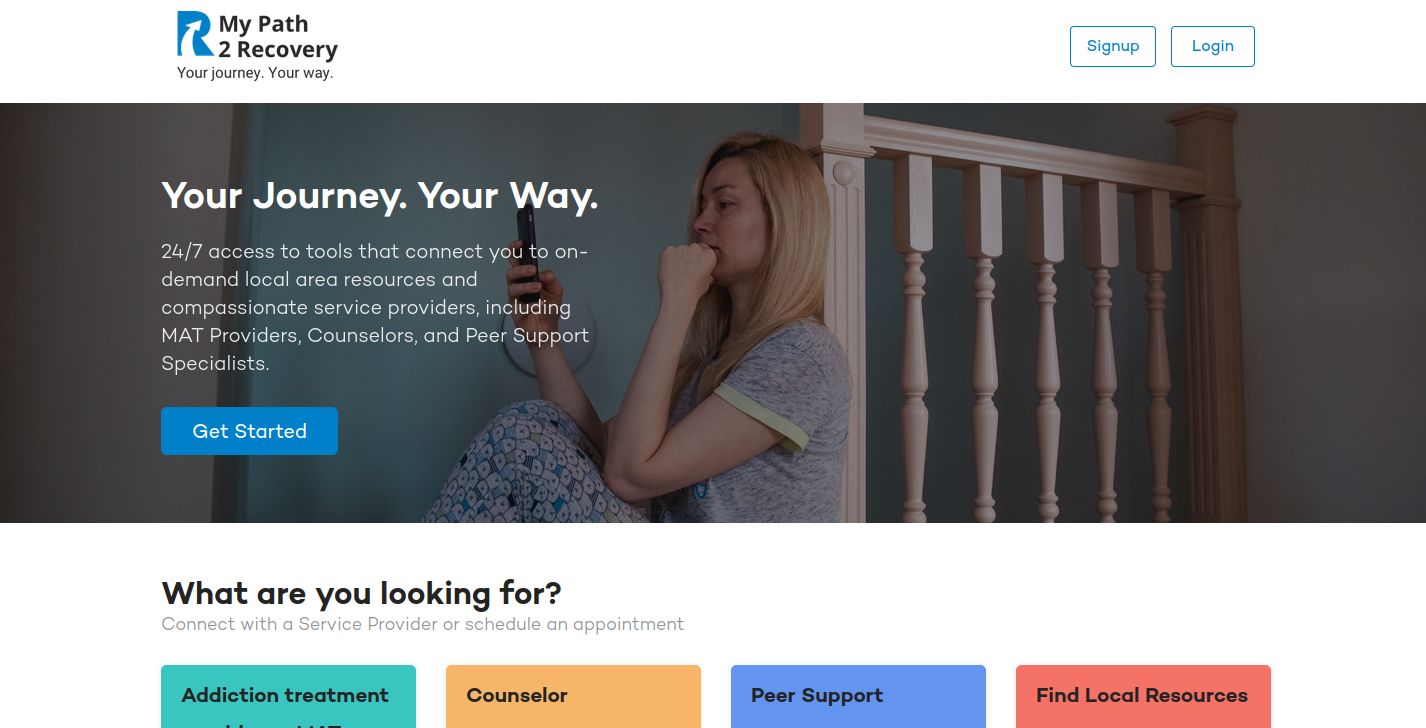 My Path
2 Recovery
Your journey. Your way.
Signup
Login
Your Journey. Your Way.
24/7 access to tools that connect you to on-
demand local area resources and
compassionate service providers, including
MAT Providers, Counselors, and Peer Support
Specialists.
Get Started
What are you looking for?
Connect with a Service Provider or schedule an appointment
Addiction treatment
Counselor
Peer Support
Find Local Resources